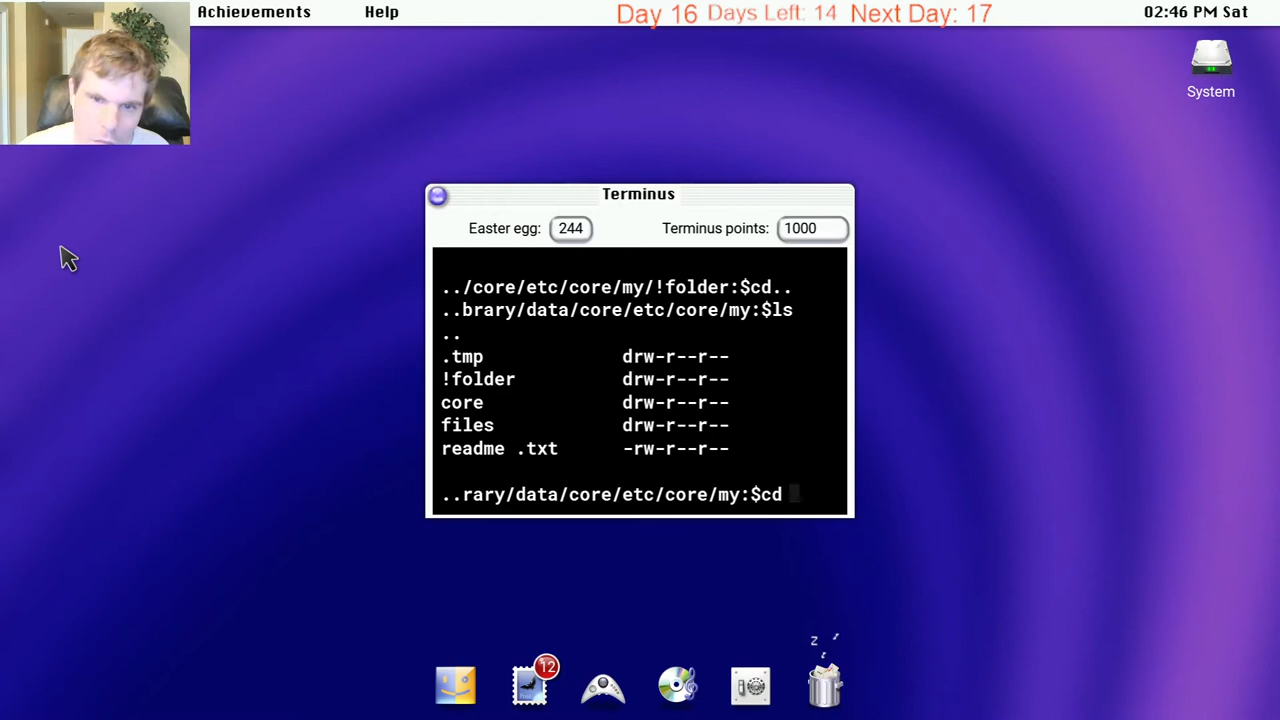 Achievements Help Day 16 Days Left: 14 Next Day: 17 02:46 PM Sat
System
Terminus
Easter egg: 244 Terminus points: 1000
../core/etc/core/my/!folder:$cd..
..brary/data/core/etc/core/my:$ls
..
.tmp drw-r--r--
!folder drw-r--r--
core drw-r--r--
files drw-r--r--
readme .txt -rw-r--r--
..rary/data/core/etc/core/my:$cd
z z z
12